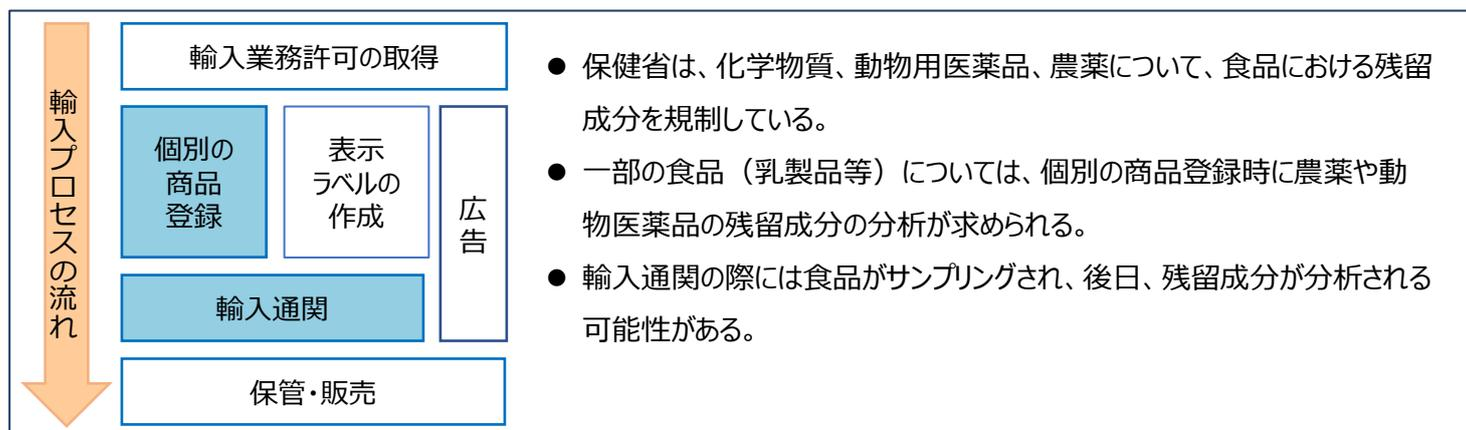 輸入プロセスの流れ
輸入業務許可の取得
個別の
商品
登録
表示
ラベルの
作成
広告
輸入通関
保管・販売
● 保健省は、化学物質、動物用医薬品、農薬について、食品における残留
成分を規制している。
● 一部の食品（乳製品等）については、個別の商品登録時に農薬や動
物医薬品の残留成分の分析が求められる。
● 輸入通関の際には食品がサンプリングされ、後日、残留成分が分析される
可能性がある。